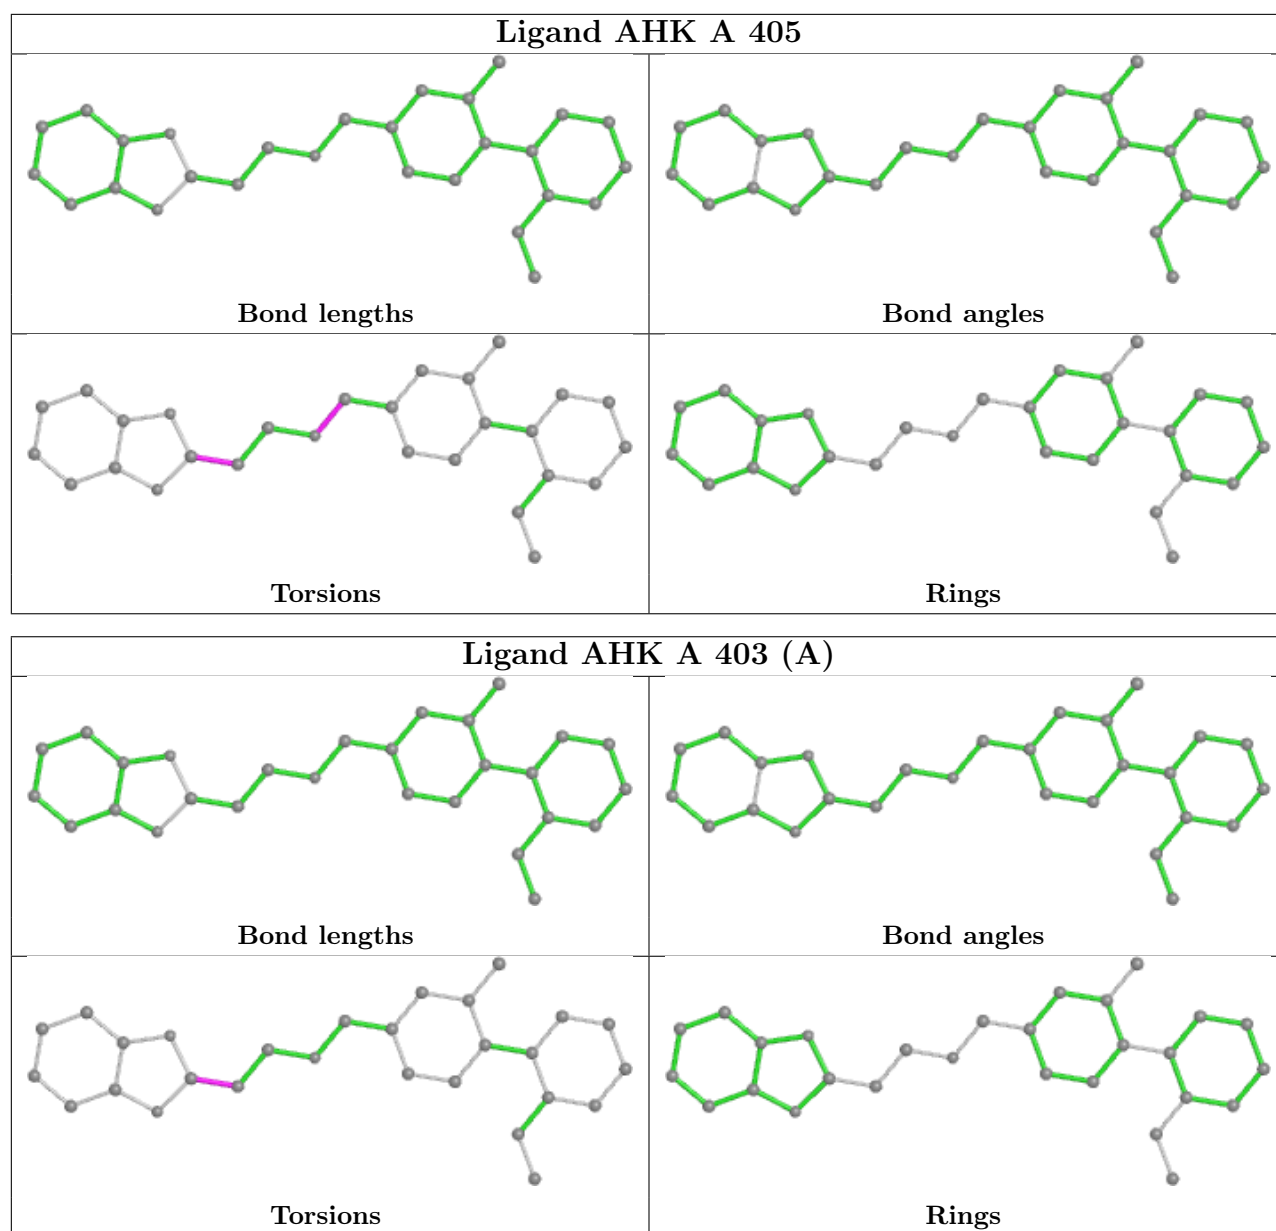 Ligand AHK A 405
Bond lengths
Bond angles
Torsions
Rings
Ligand AHK A 403 (A)
Bond lengths
Bond angles
Torsions
Rings